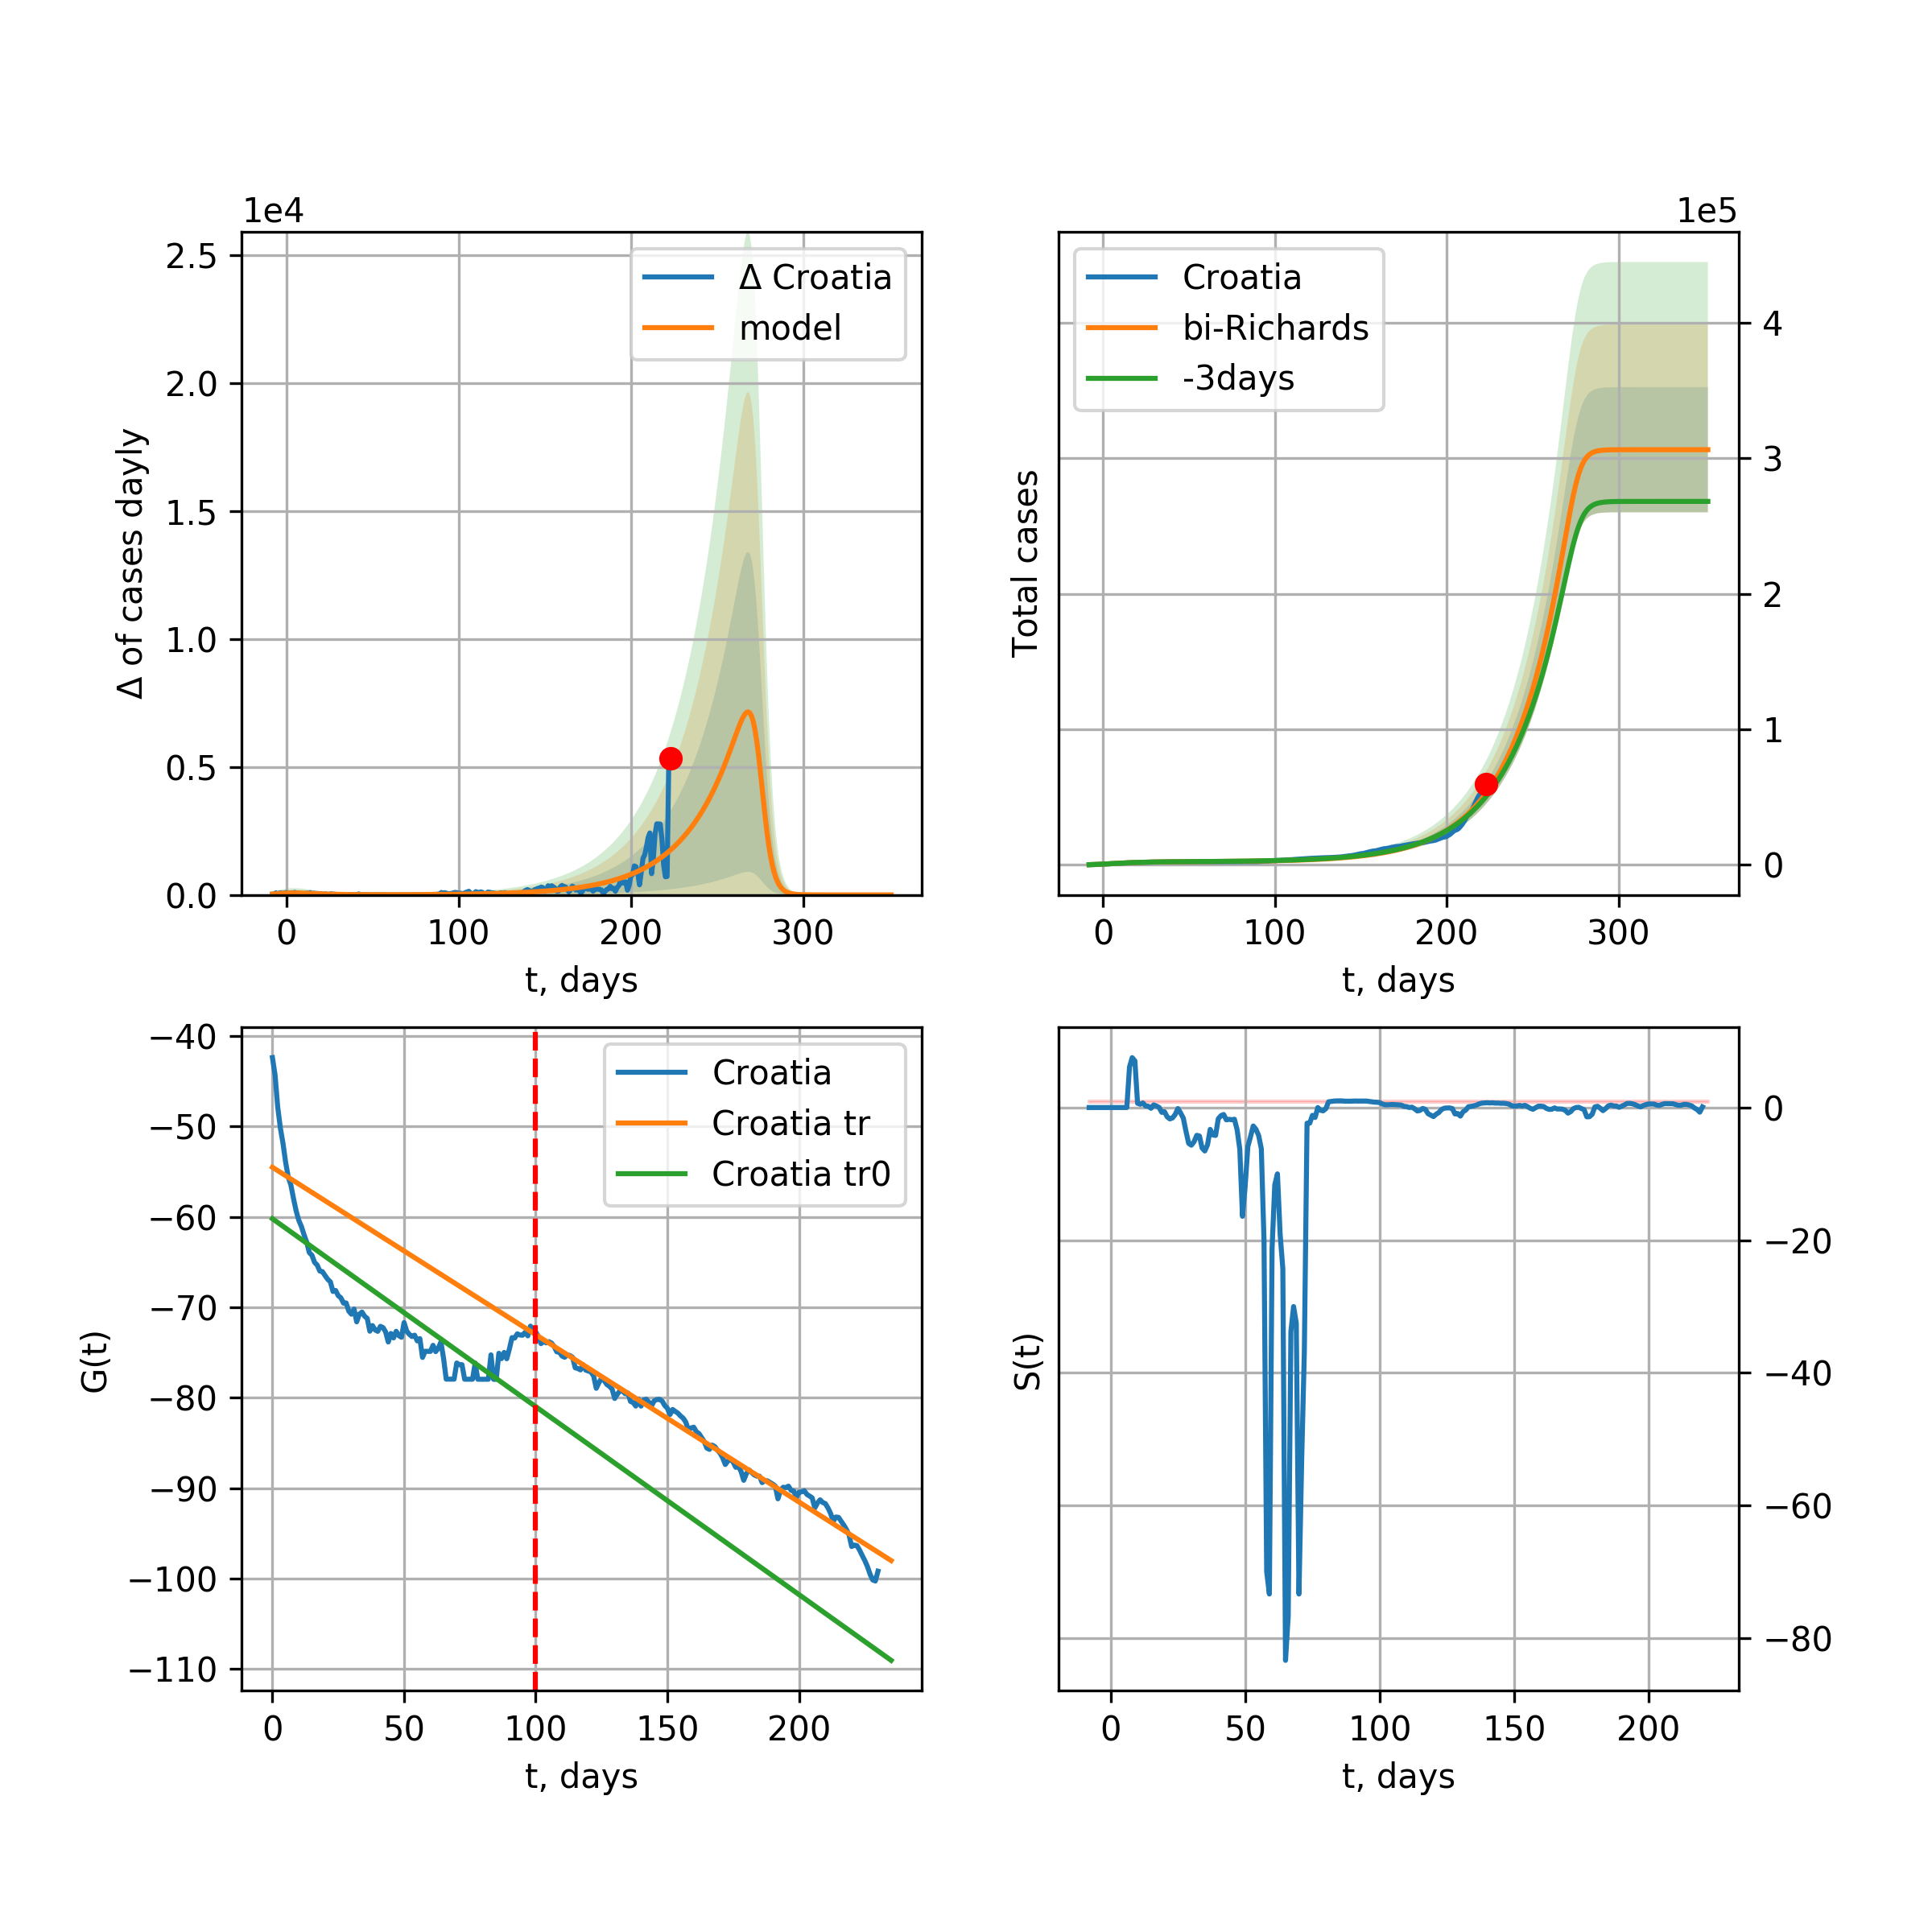 1e4
2.5
2.0
1.5
1.0
0.5
0.0
Δ of cases dayly
Δ Croatia
model
0 100 200 300
t, days
1e5
Total cases
Croatia
bi-Richards
-3days
4
3
2
1
0
0 100 200 300
t, days
−40
−50
−60
−70
−80
−90
−100
−110
G(t)
Croatia
Croatia tr
Croatia tr0
0 50 100 150 200
t, days
S(t)
0
−20
−40
−60
−80
0 50 100 150 200
t, days